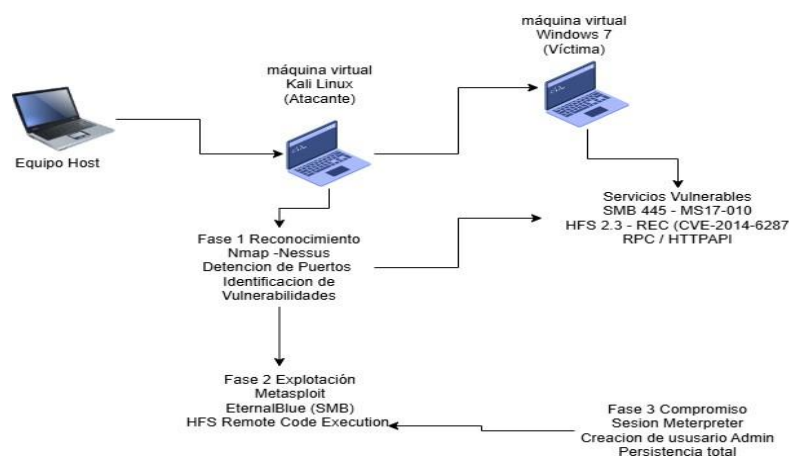 máquina virtual
Windows 7
(Víctima)
máquina virtual
Kali Linux
(Atacante)
Equipo Host
Servicios Vulnerables
SMB 445 - MS17-010
HFS 2.3 - REC (CVE-2014-6287
RPC / HTTPAPI
Fase 1 Reconocimiento
Nmap -Nessus
Detencion de Puertos
Identificacion de
Vulnerabilidades
Fase 2 Explotación
Metasploit
EternalBlue (SMB)
HFS Remote Code Execution
Fase 3 Compromiso
Sesion Meterpreter
Creacion de ususario Admin
Persistencia total